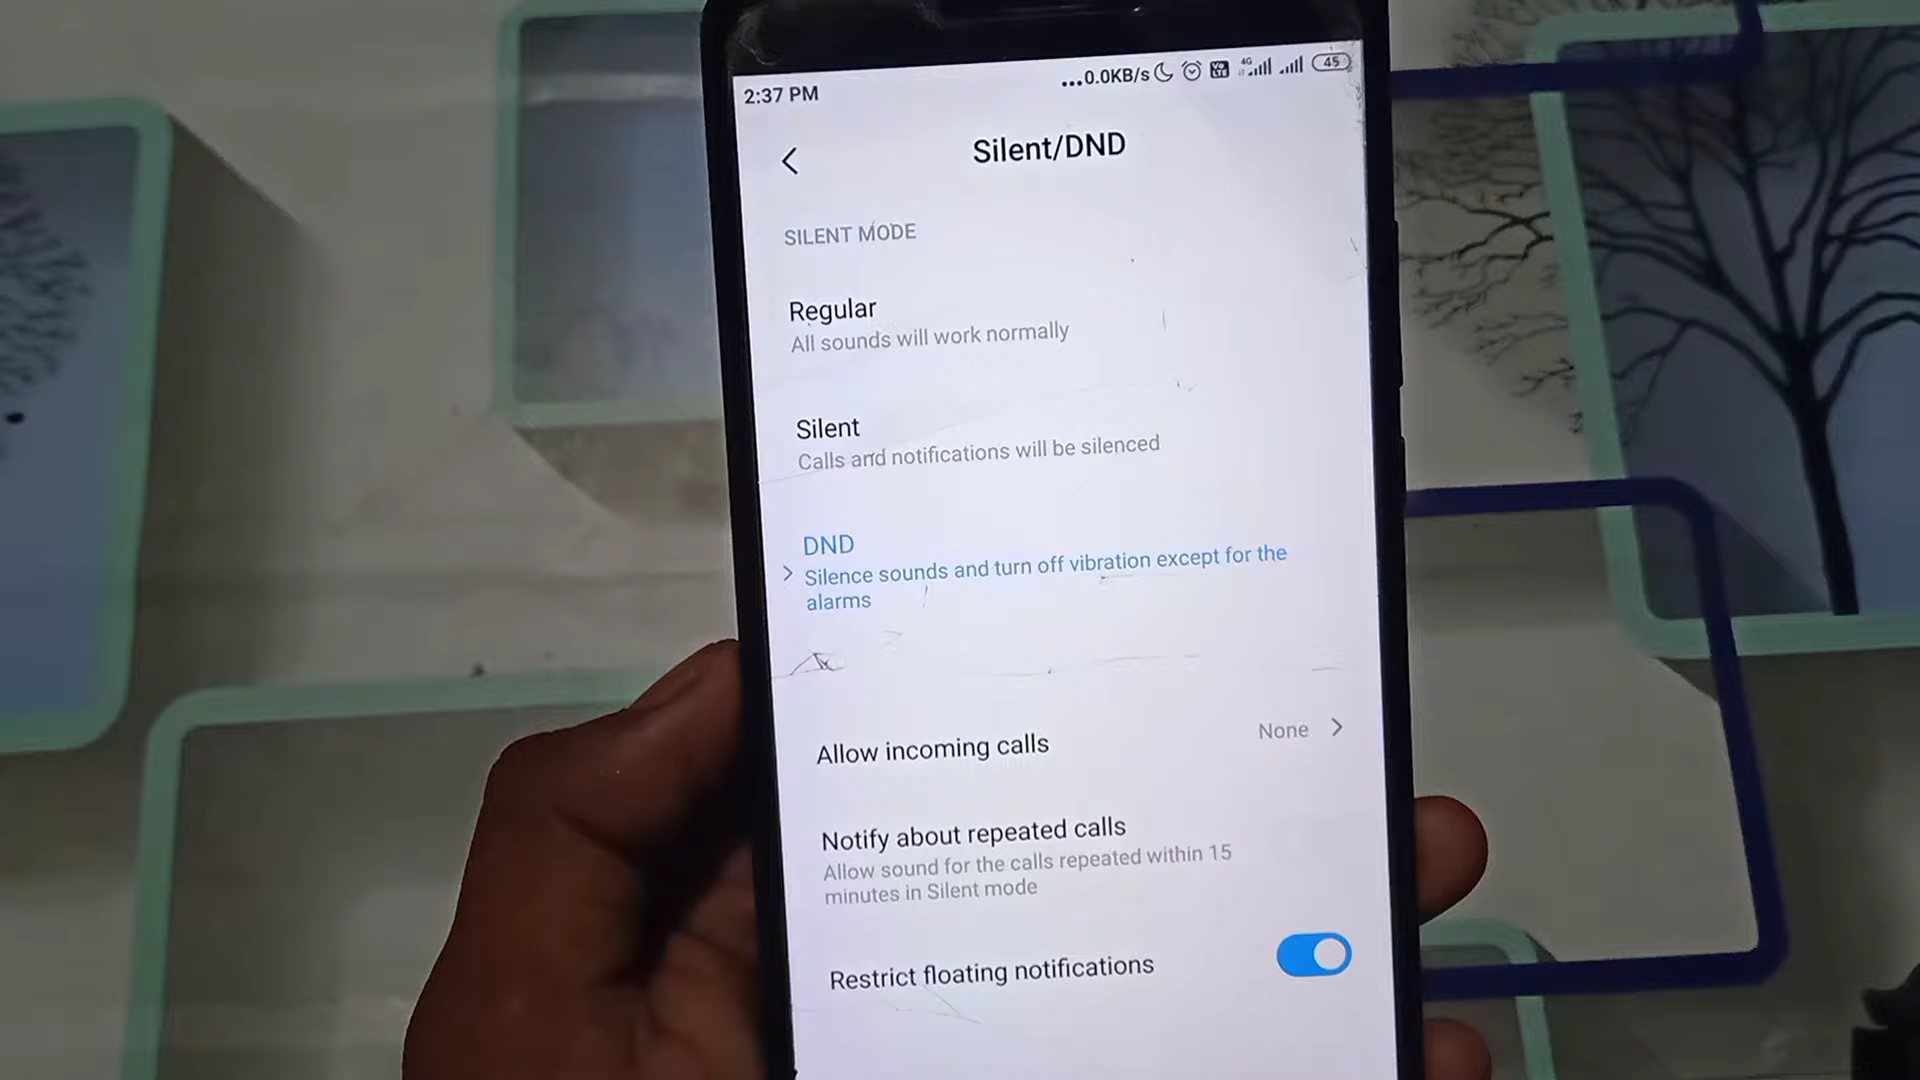 2:37 PM
...0.0KB/s Vo LTE 4G 45
Silent/DND
SILENT MODE
Regular
All sounds will work normally
Silent
Calls and notifications will be silenced
DND
Silence sounds and turn off vibration except for the
alarms
Allow incoming calls None
Notify about repeated calls
Allow sound for the calls repeated within 15
minutes in Silent mode
Restrict floating notifications